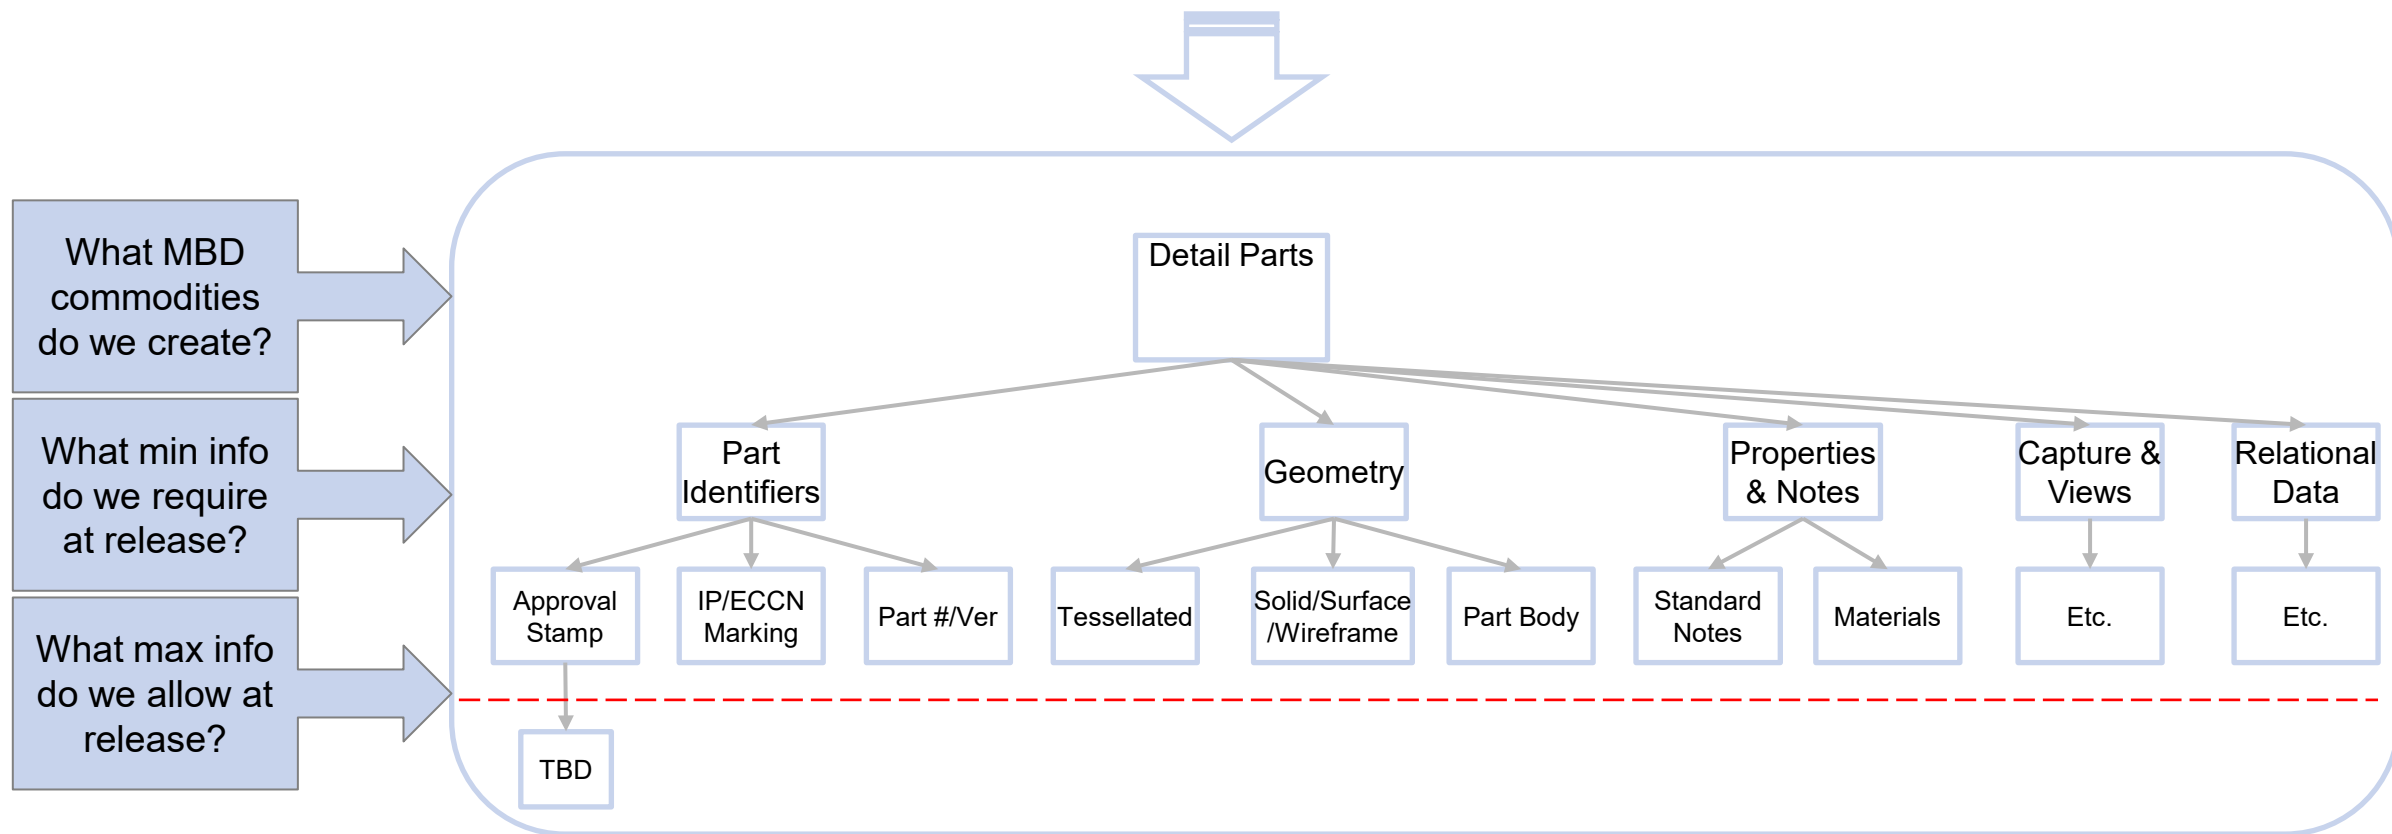 What MBD
commodities
do we create?
What min info
do we require
at release?
What max info
do we allow at
release?
Detail Parts
Part
Identifiers
Geometry
Properties
& Notes
Capture &
Views
Relational
Data
Approval
Stamp
IP/ECCN
Marking
Part #/Ver
Tessellated
Solid/Surface
/Wireframe
Part Body
Standard
Notes
Materials
Etc.
Etc.
TBD